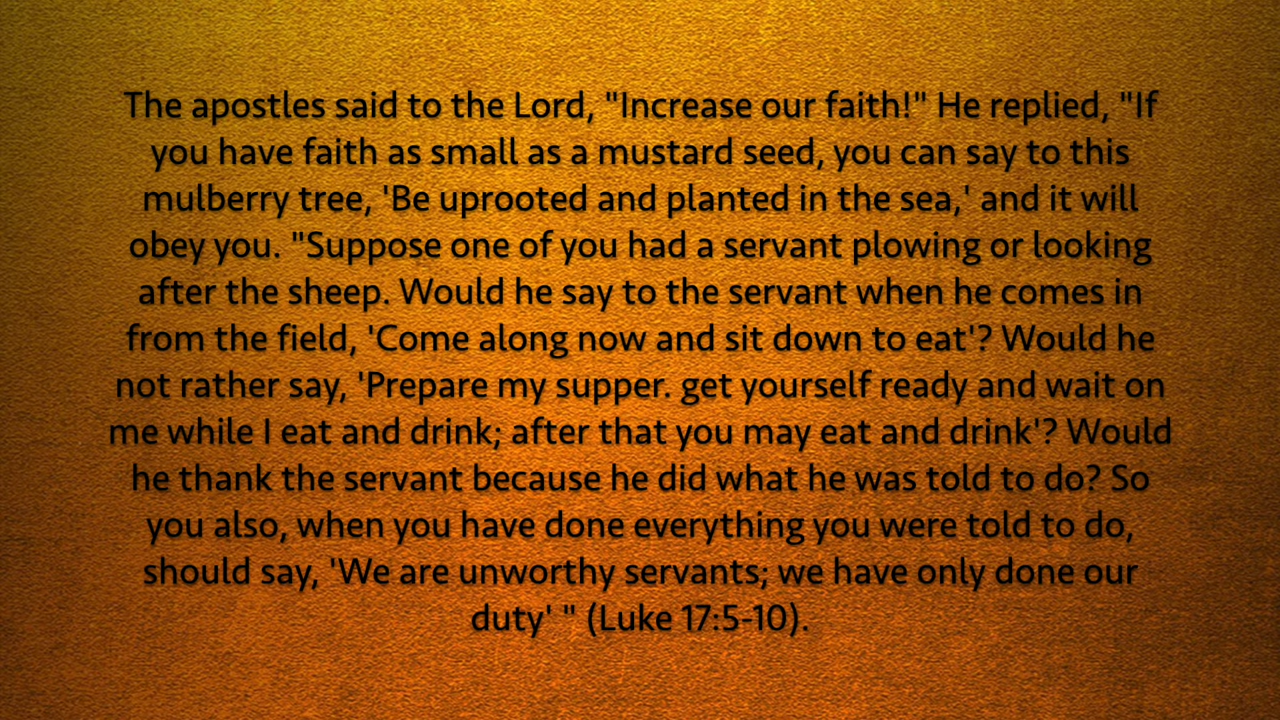 The apostles said to the Lord, "Increase our faith!" He replied, "If
you have faith as small as a mustard seed, you can say to this
mulberry tree, 'Be uprooted and planted in the sea,' and it will
obey you. "Suppose one of you had a servant plowing or looking
after the sheep. Would he say to the servant when he comes in
from the field, 'Come along now and sit down to eat'? Would he
not rather say, 'Prepare my supper. get yourself ready and wait on
me while I eat and drink; after that you may eat and drink'? Would
he thank the servant because he did what he was told to do? So
you also, when you have done everything you were told to do,
should say, 'We are unworthy servants; we have only done our
duty' " (Luke 17:5-10).